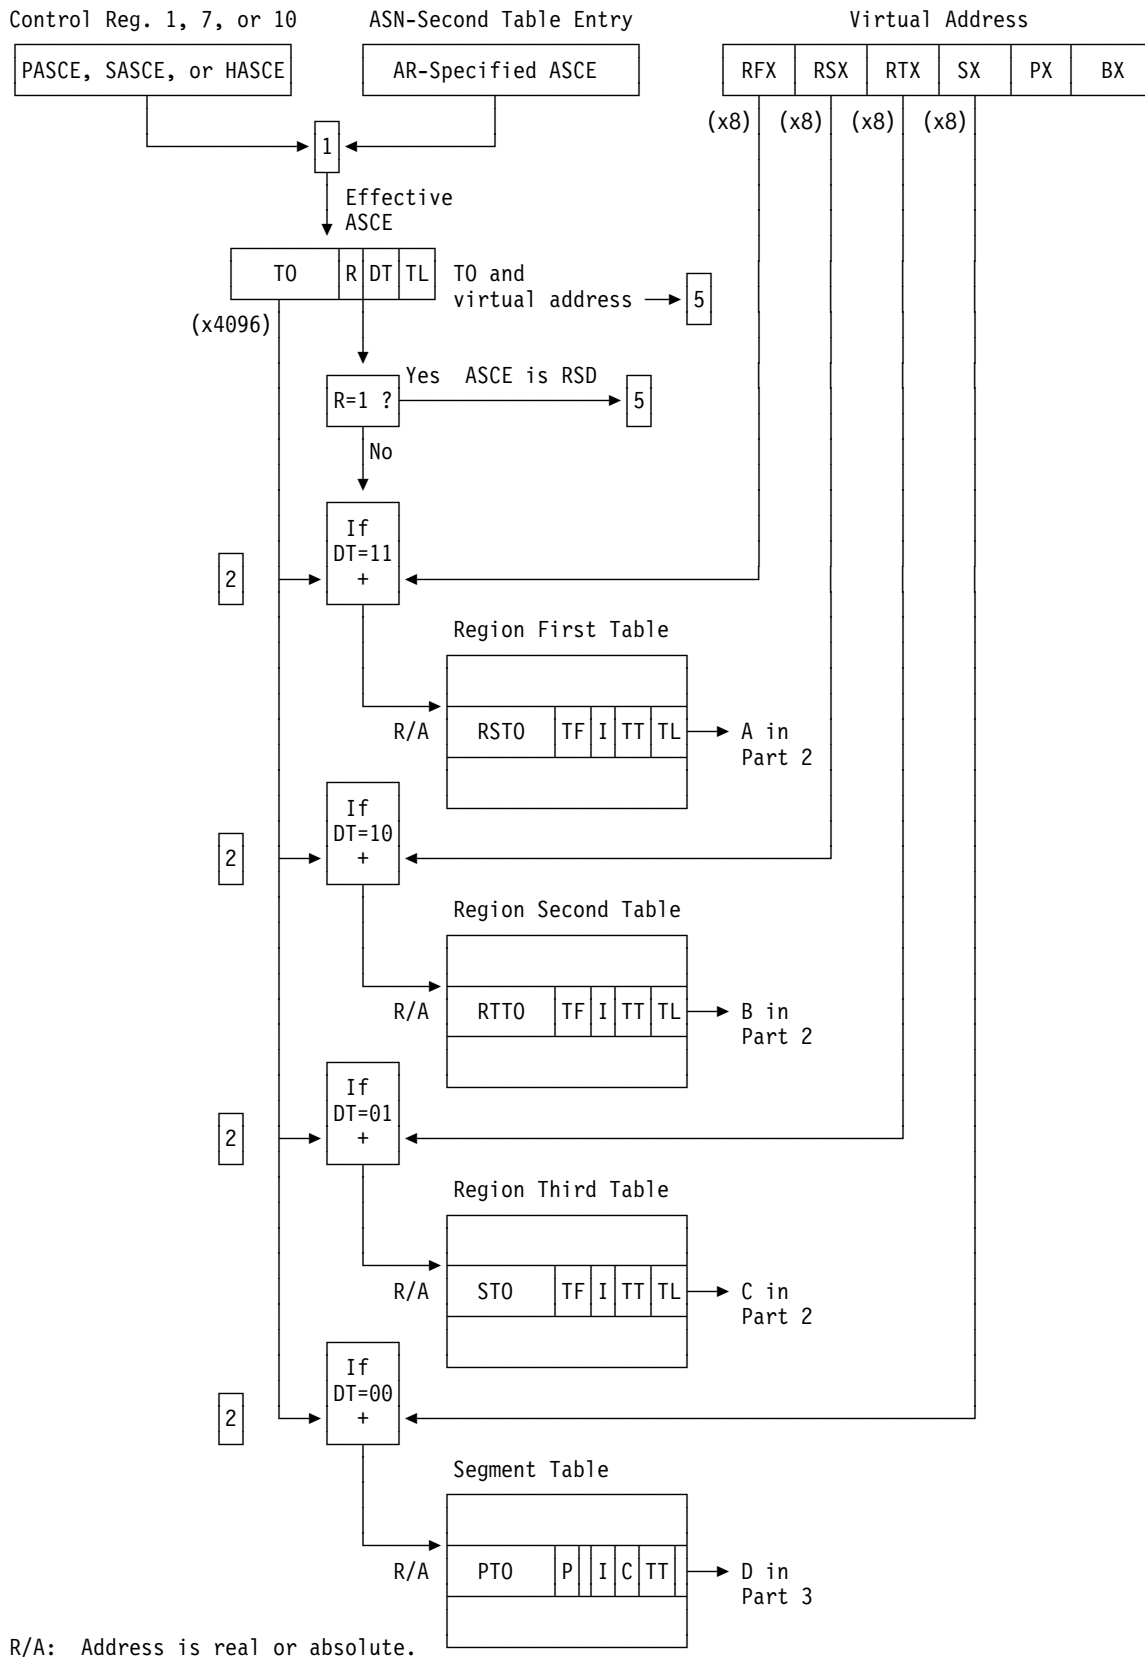 Control Reg. 1, 7, or 10 ASN-Second Table Entry Virtual Address
PASCE, SASCE, or HASCE AR-Specified ASCE RFX RSX RTX SX PX BX
(x8) (x8) (x8) (x8)
1
Effective
ASCE
TO R DT TL TO and
virtual address 5
(x4096)
Yes ASCE is RSD
R=1 ? 5
No
If
DT=11
2 +
Region First Table
R/A RSTO TF I TT TL A in
Part 2
If
DT=10
2 +
Region Second Table
R/A RTTO TF I TT TL B in
Part 2
If
DT=01
2 +
Region Third Table
R/A STO TF I TT TL C in
Part 2
If
DT=00
2 +
Segment Table
R/A PTO P I C TT D in
Part 3
R/A: Address is real or absolute.